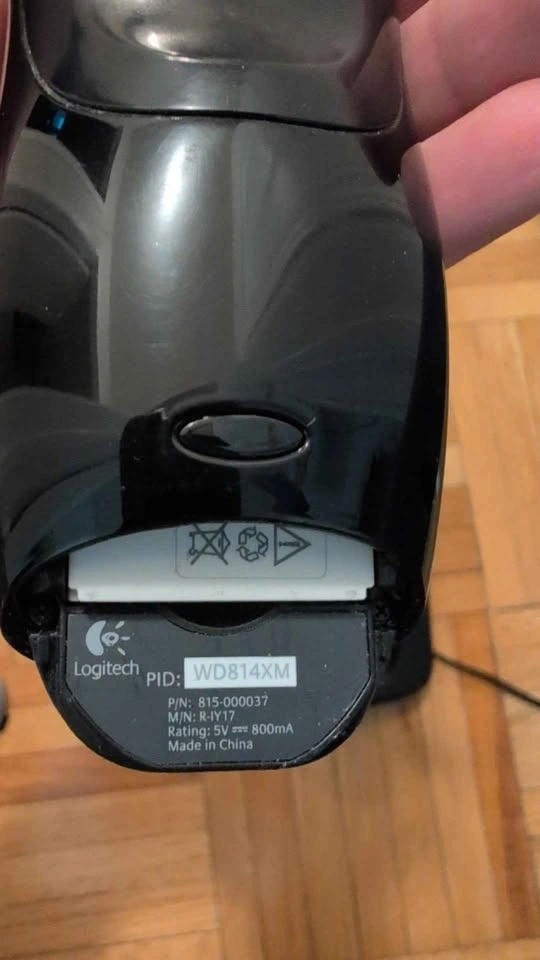 Logitech
PID: WD814XM
P/N: 815-000037
M/N: R-IY17
Rating: 5V ⎓ 800mA
Made in China